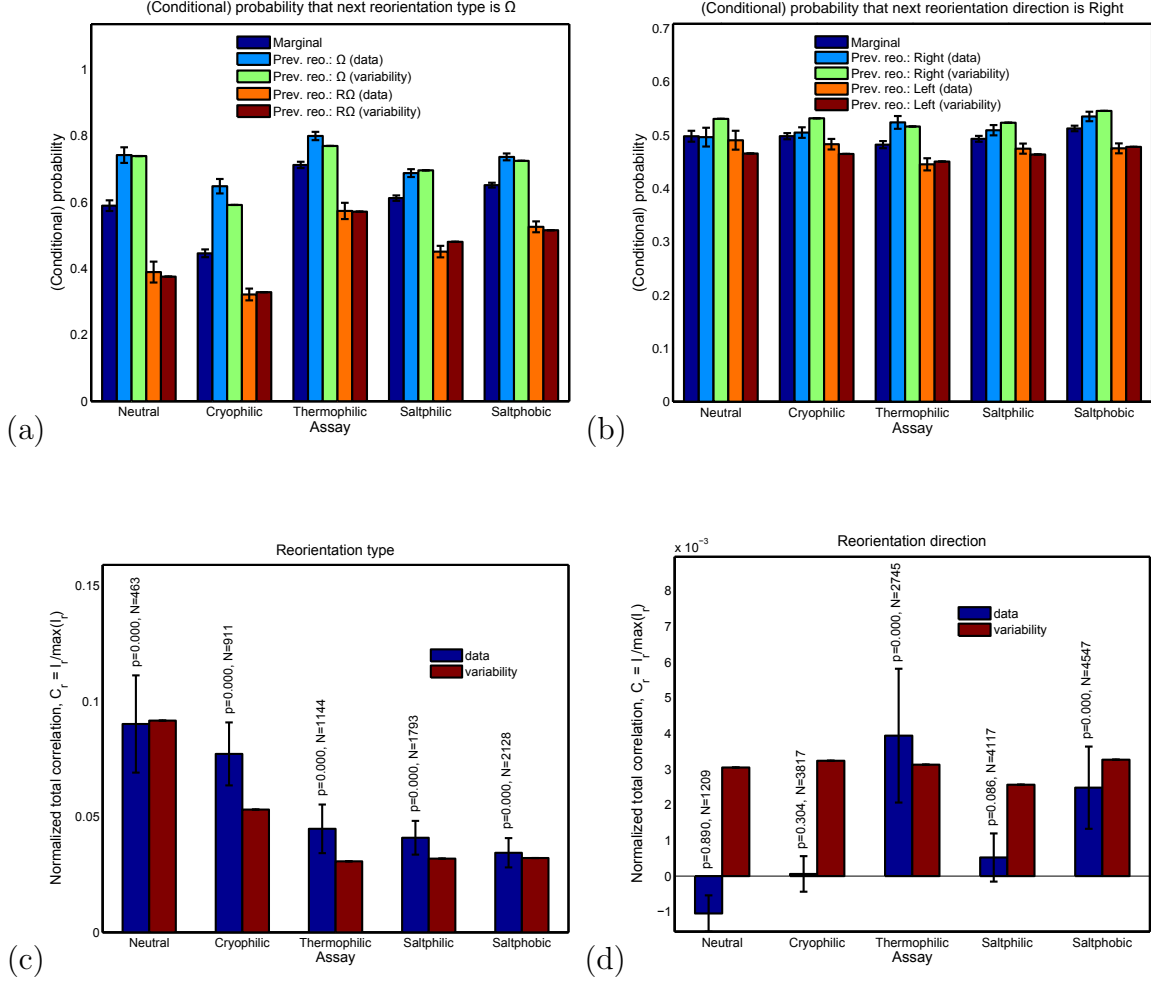 (Conditional) probability that next reorientation type is Ω
1
0.8
0.6
0.4
0.2
0
(Conditional) probability
Marginal
Prev. reo.: Ω (data)
Prev. reo.: Ω (variability)
Prev. reo.: RΩ (data)
Prev. reo.: RΩ (variability)
Neutral Cryophilic Thermophilic Saltphilic Saltphobic
Assay
(a)
(Conditional) probability that next reorientation direction is Right
0.7
0.6
0.5
0.4
0.3
0.2
0.1
0
(Conditional) probability
Marginal
Prev. reo.: Right (data)
Prev. reo.: Right (variability)
Prev. reo.: Left (data)
Prev. reo.: Left (variability)
Neutral Cryophilic Thermophilic Saltphilic Saltphobic
Assay
(b)
Reorientation type
0.15
0.1
0.05
0
Normalized total correlation, C_r = I_r/max(I_r)
p=0.000, N=463
p=0.000, N=911
p=0.000, N=1144
p=0.000, N=1793
p=0.000, N=2128
data
variability
Neutral Cryophilic Thermophilic Saltphilic Saltphobic
Assay
(c)
Reorientation direction
x 10⁻³
8
7
6
5
4
3
2
1
0
−1
Normalized total correlation, C_r = I_r/max(I_r)
p=0.890, N=1209
p=0.304, N=3817
p=0.000, N=2745
p=0.086, N=4117
p=0.000, N=4547
data
variability
Neutral Cryophilic Thermophilic Saltphilic Saltphobic
Assay
(d)